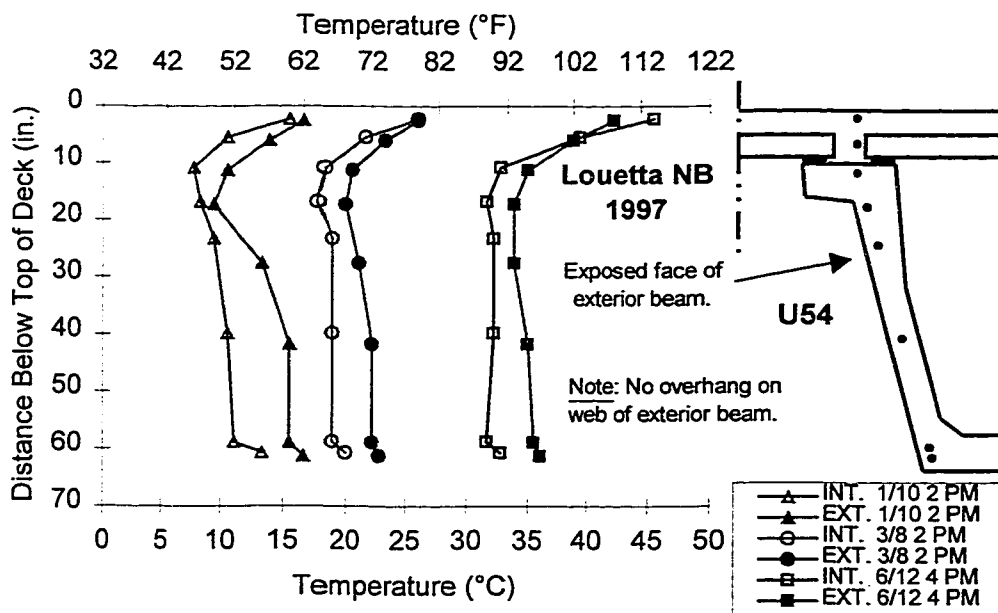 Temperature (°F)
32 42 52 62 72 82 92 102 112 122
Distance Below Top of Deck (in.)
0
10
20
30
40
50
60
70
Louetta NB
1997
Exposed face of
exterior beam.
U54
Note: No overhang on
web of exterior beam.
0 5 10 15 20 25 30 35 40 45 50
Temperature (°C)
INT. 1/10 2 PM
EXT. 1/10 2 PM
INT. 3/8 2 PM
EXT. 3/8 2 PM
INT. 6/12 4 PM
EXT. 6/12 4 PM